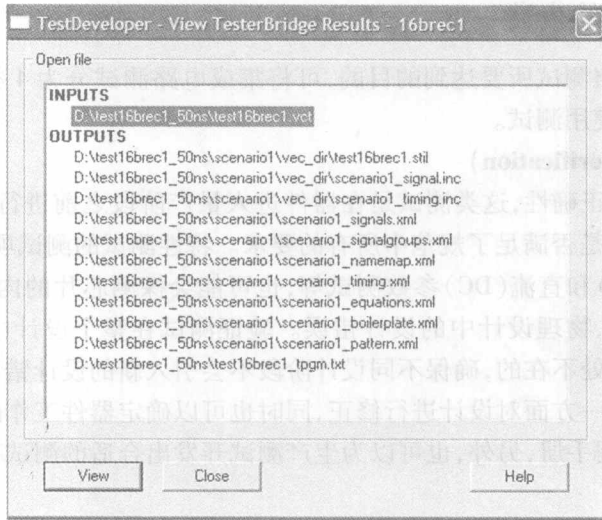 TestDeveloper - View TesterBridge Results - 16brec1
Open file
INPUTS
D:\test16brec1_50ns\test16brec1.vct
OUTPUTS
D:\test16brec1_50ns\scenario1\vec_dir\test16brec1.stil
D:\test16brec1_50ns\scenario1\vec_dir\scenario1_signal.inc
D:\test16brec1_50ns\scenario1\vec_dir\scenario1_timing.inc
D:\test16brec1_50ns\scenario1\scenario1_signals.xml
D:\test16brec1_50ns\scenario1\scenario1_signalgroups.xml
D:\test16brec1_50ns\scenario1\scenario1_namemap.xml
D:\test16brec1_50ns\scenario1\scenario1_timing.xml
D:\test16brec1_50ns\scenario1\scenario1_equations.xml
D:\test16brec1_50ns\scenario1\scenario1_boilerplate.xml
D:\test16brec1_50ns\scenario1\scenario1_pattern.xml
D:\test16brec1_50ns\test16brec1_tpgm.txt
View Close Help